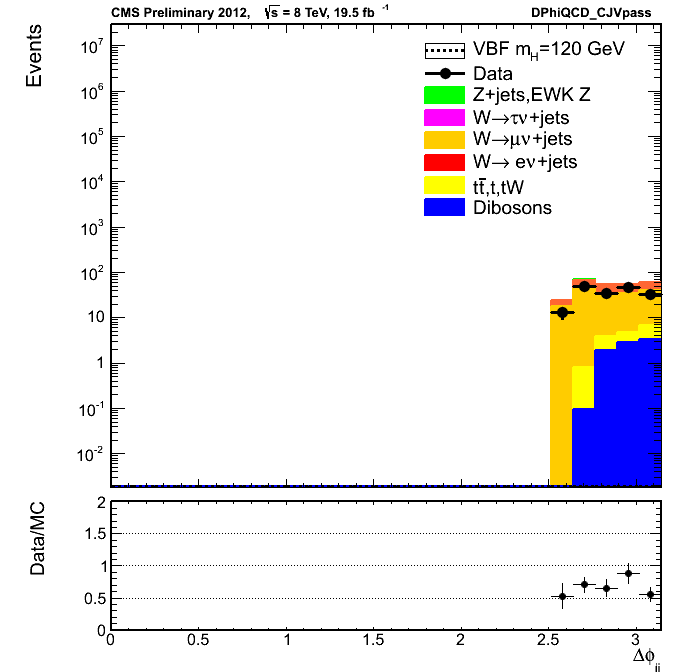 CMS Preliminary 2012, √s = 8 TeV, 19.5 fb⁻¹ DPhiQCD_CJVpass
Events
10⁷
10⁶
10⁵
10⁴
10³
10²
10
1
10⁻¹
10⁻²
VBF m_H=120 GeV
Data
Z+jets,EWK Z
W→τν+jets
W→μν+jets
W→ eν+jets
tt̄,t,tW
Dibosons
Data/MC
2
1.5
1
0.5
0
0 0.5 1 1.5 2 2.5 3
Δϕ_jj